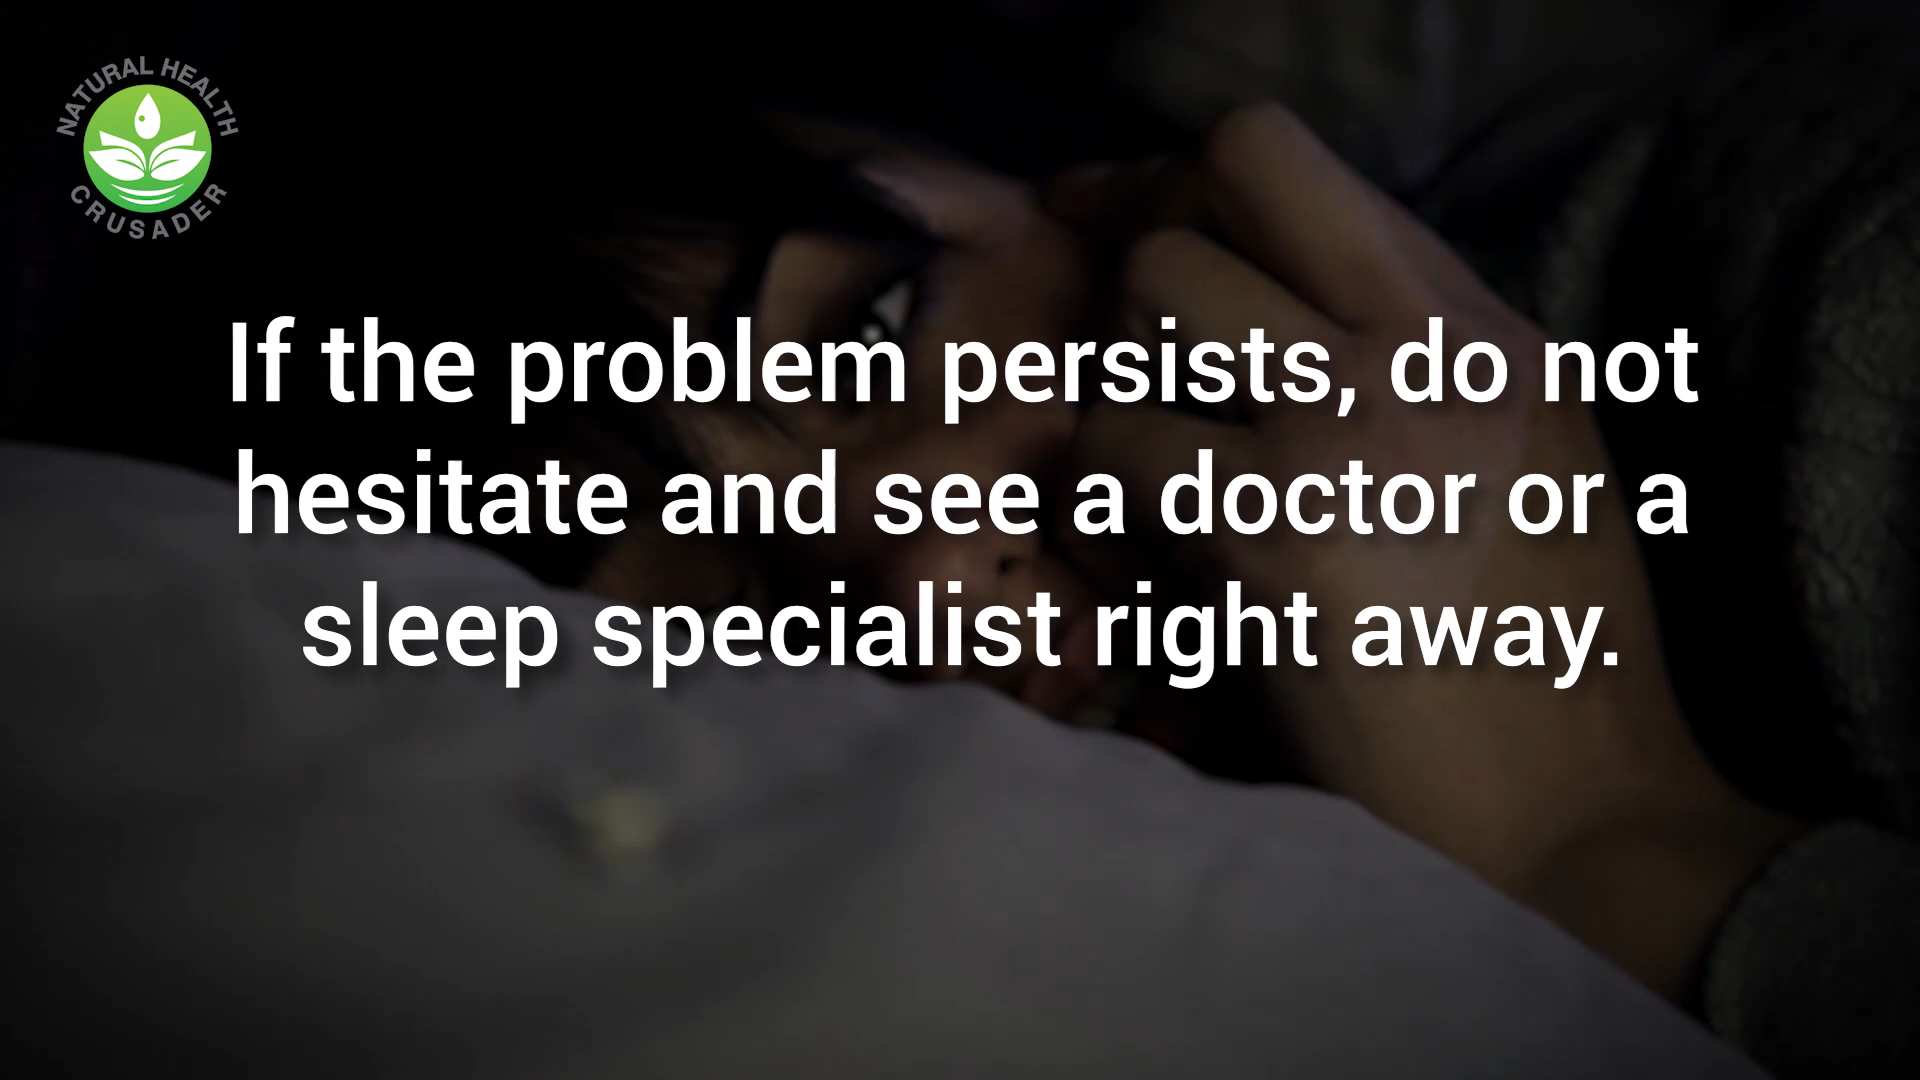 NATURAL HEALTH
CRUSADER
If the problem persists, do not
hesitate and see a doctor or a
sleep specialist right away.